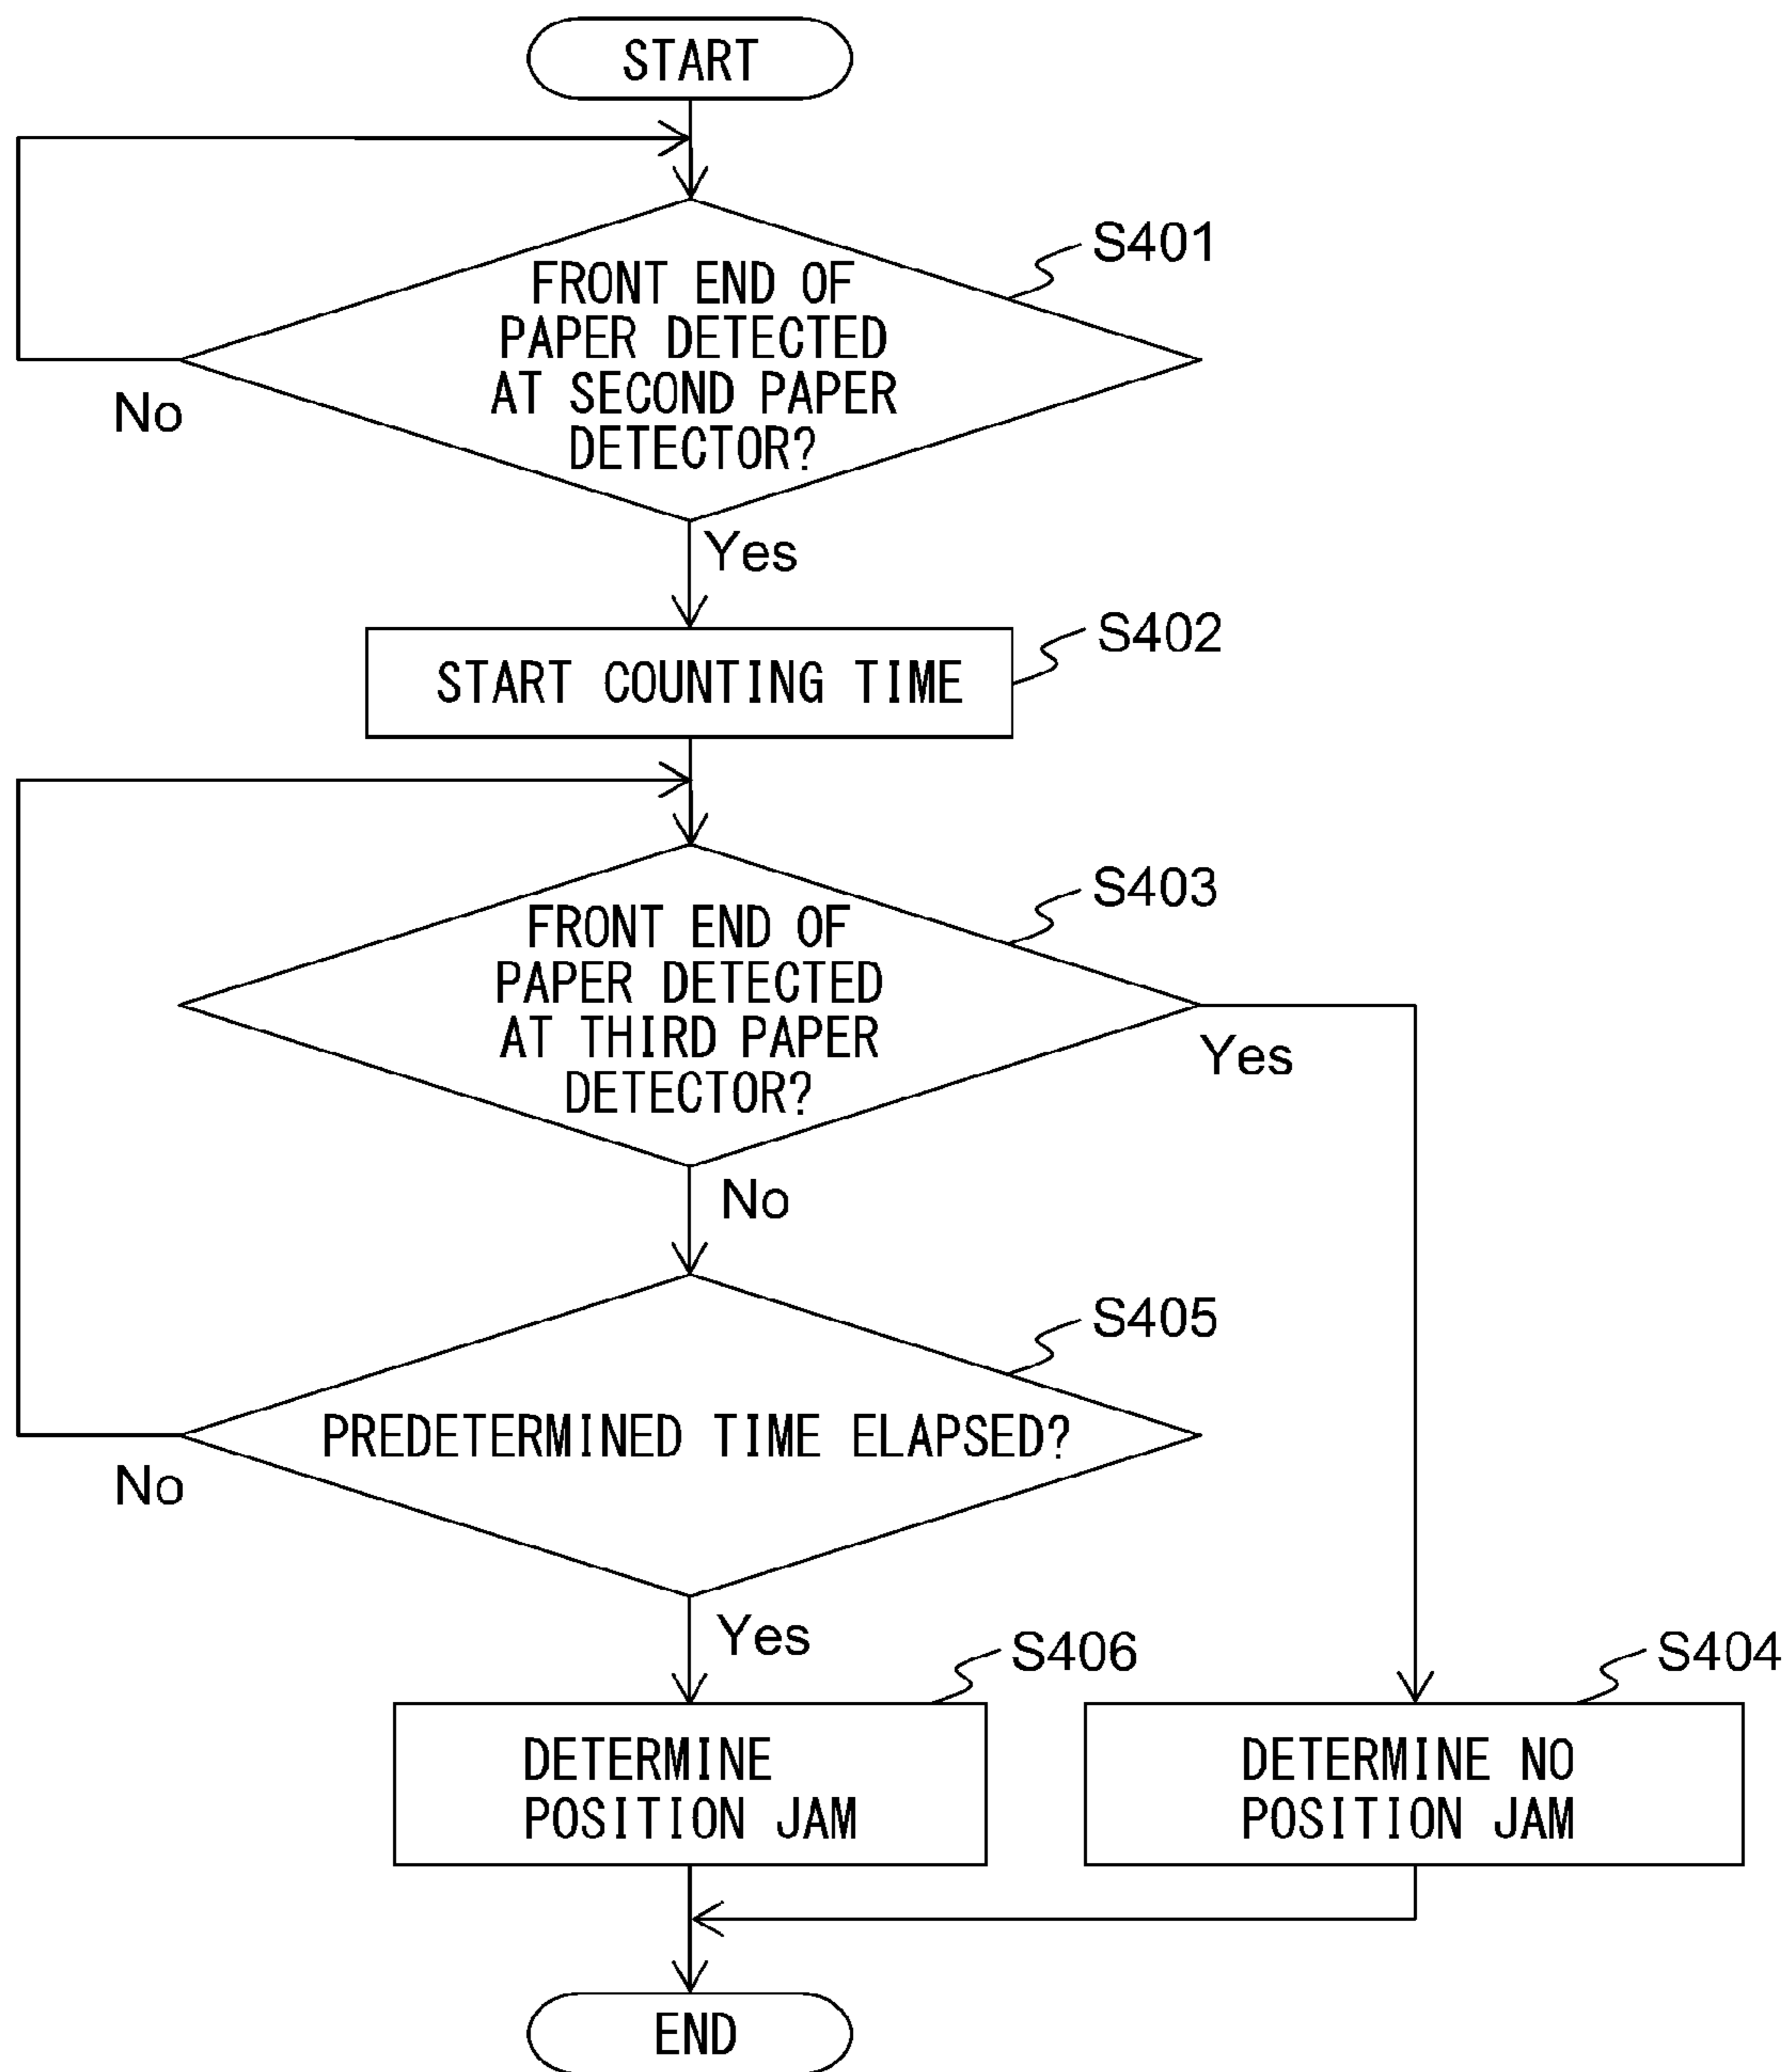 START
S401
FRONT END OF
PAPER DETECTED
AT SECOND PAPER
DETECTOR?
No
Yes
S402
START COUNTING TIME
S403
FRONT END OF
PAPER DETECTED
AT THIRD PAPER
DETECTOR?
Yes
No
S405
PREDETERMINED TIME ELAPSED?
No
Yes
S406
S404
DETERMINE
POSITION JAM
DETERMINE NO
POSITION JAM
END